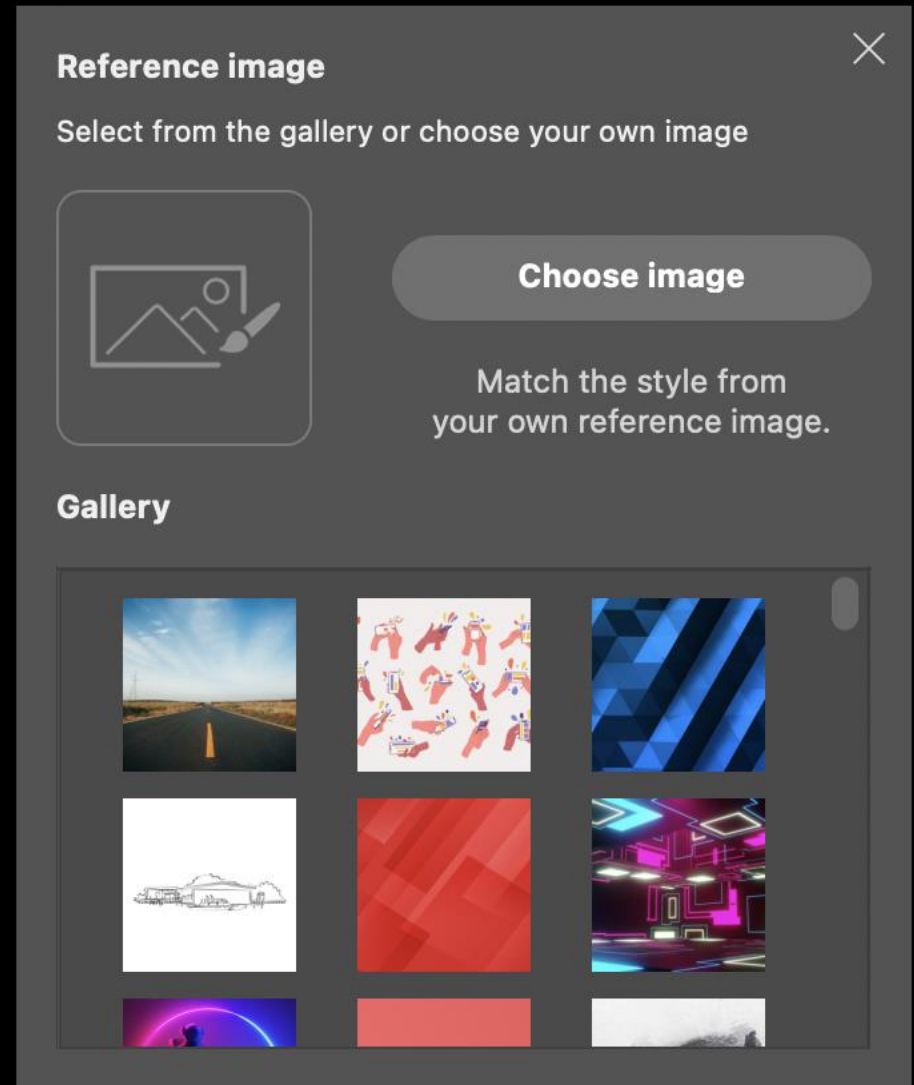 Reference image
Select from the gallery or choose your own image
Choose image
Match the style from
your own reference image.
Gallery